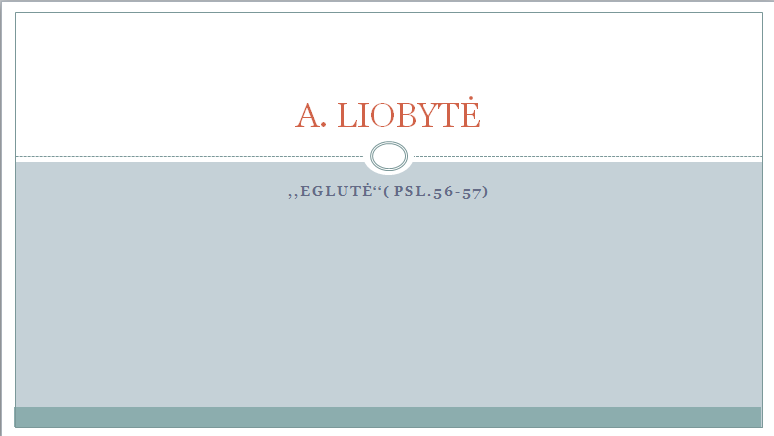 A. LIOBYTĖ
,,EGLUTĖ‘‘( PSL.56-57)